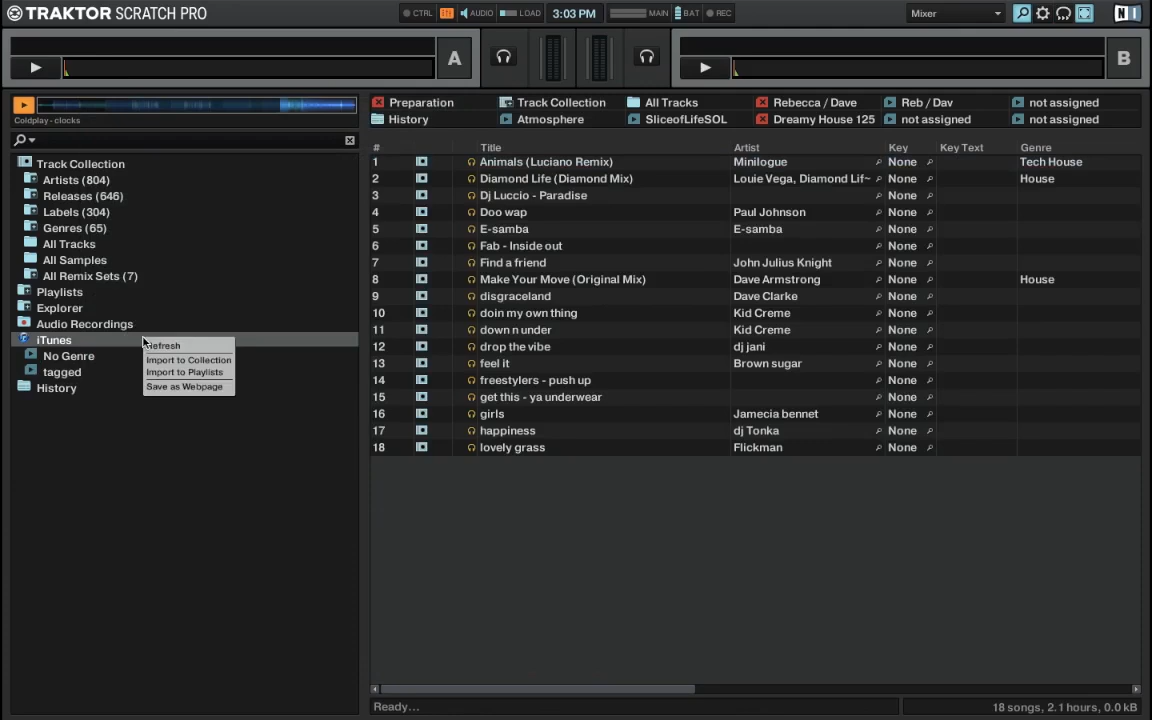 TRAKTOR SCRATCH PRO
CTRL AUDIO LOAD 3:03 PM MAIN BAT REC
Mixer
A
B
Coldplay - clocks
Preparation Track Collection All Tracks Rebecca / Dave Reb / Dav not assigned
History Atmosphere SliceofLifeSOL Dreamy House 125 not assigned not assigned
Track Collection
Artists (804)
Releases (646)
Labels (304)
Genres (65)
All Tracks
All Samples
All Remix Sets (7)
Playlists
Explorer
Audio Recordings
iTunes
No Genre
tagged
History
Refresh
Import to Collection
Import to Playlists
Save as Webpage
# Title Artist Key Key Text Genre
1 Animals (Luciano Remix) Minilogue None Tech House
2 Diamond Life (Diamond Mix) Louie Vega, Diamond Lif~ None House
3 Dj Luccio - Paradise None
4 Doo wap Paul Johnson None
5 E-samba E-samba None
6 Fab - Inside out None
7 Find a friend John Julius Knight None
8 Make Your Move (Original Mix) Dave Armstrong None House
9 disgraceland Dave Clarke None
10 doin my own thing Kid Creme None
11 down n under Kid Creme None
12 drop the vibe dj jani None
13 feel it Brown sugar None
14 freestylers - push up None
15 get this - ya underwear None
16 girls Jamecia bennet None
17 happiness dj Tonka None
18 lovely grass Flickman None
Ready...
18 songs, 2.1 hours, 0.0 kB